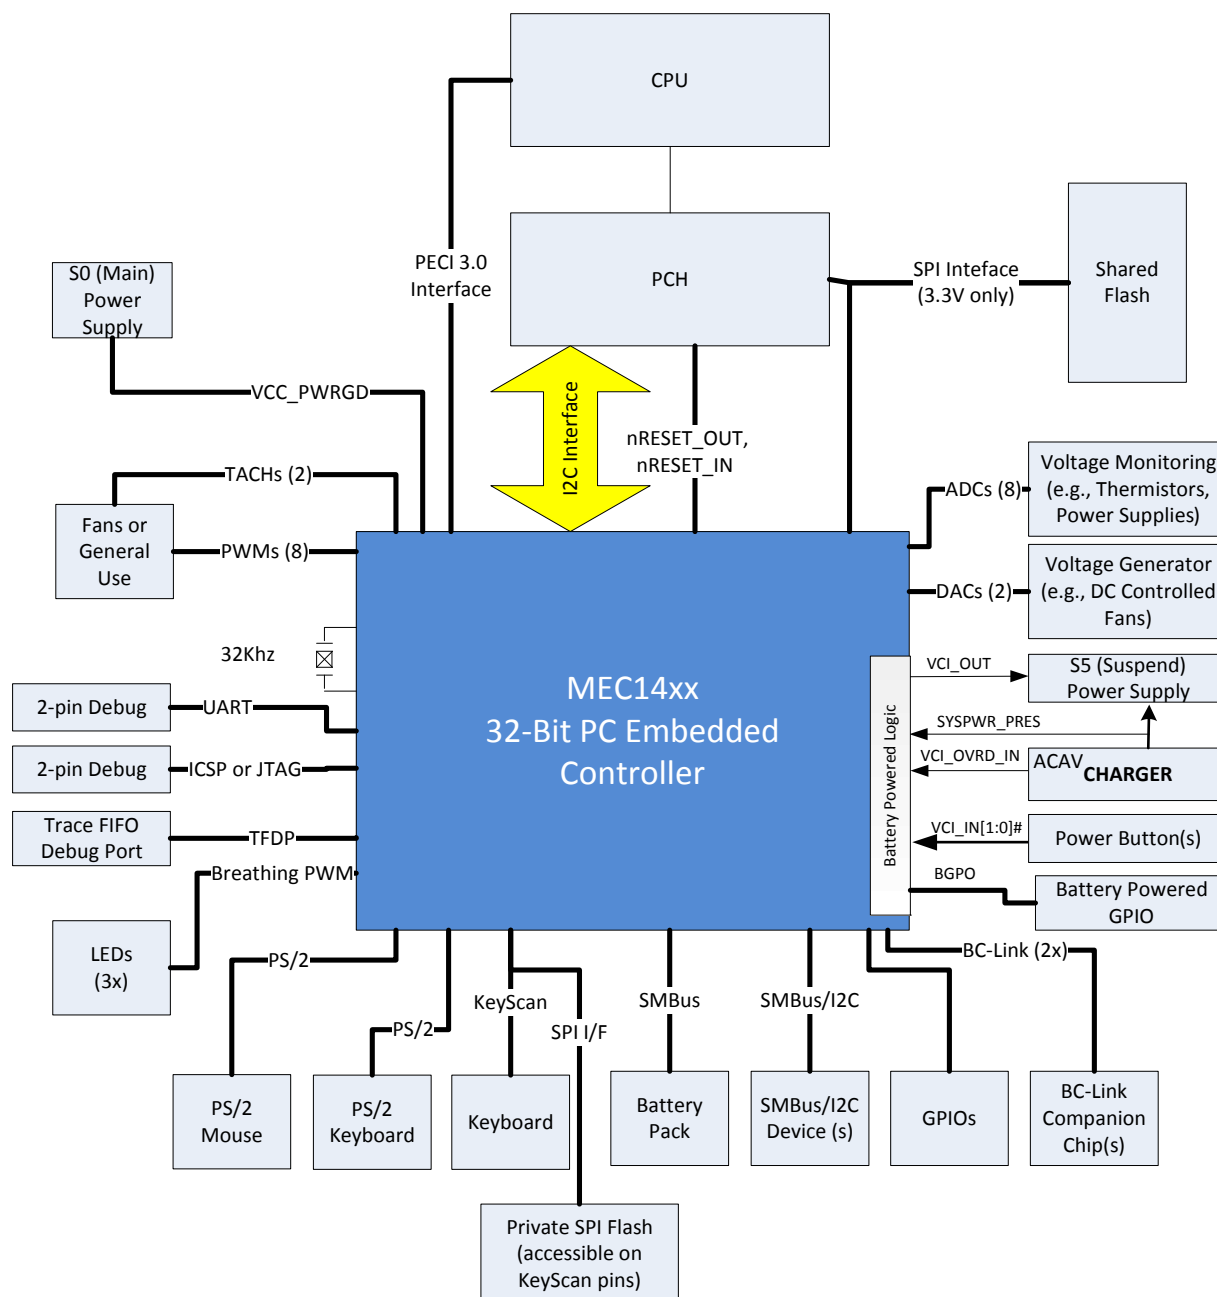 CPU
PECI 3.0
Interface
PCH
SPI Inteface
(3.3V only)
Shared
Flash
S0 (Main)
Power
Supply
VCC_PWRGD
I2C Interface
nRESET_OUT,
nRESET_IN
TACHs (2)
Fans or
General
Use
PWMs (8)
ADCs (8)
Voltage Monitoring
(e.g., Thermistors,
Power Supplies)
DACs (2)
Voltage Generator
(e.g., DC Controlled
Fans)
32Khz
MEC14xx
32-Bit PC Embedded
Controller
Battery Powered Logic
VCI_OUT
S5 (Suspend)
Power Supply
SYSPWR_PRES
VCI_OVRD_IN
ACAV
CHARGER
VCI_IN[1:0]#
Power Button(s)
BGPO
Battery Powered
GPIO
2-pin Debug
UART
2-pin Debug
ICSP or JTAG
Trace FIFO
Debug Port
TFDP
Breathing PWM
LEDs
(3x)
PS/2
PS/2
KeyScan
SPI I/F
SMBus
SMBus/I2C
BC-Link (2x)
PS/2
Mouse
PS/2
Keyboard
Keyboard
Battery
Pack
SMBus/I2C
Device (s)
GPIOs
BC-Link
Companion
Chip(s)
Private SPI Flash
(accessible on
KeyScan pins)